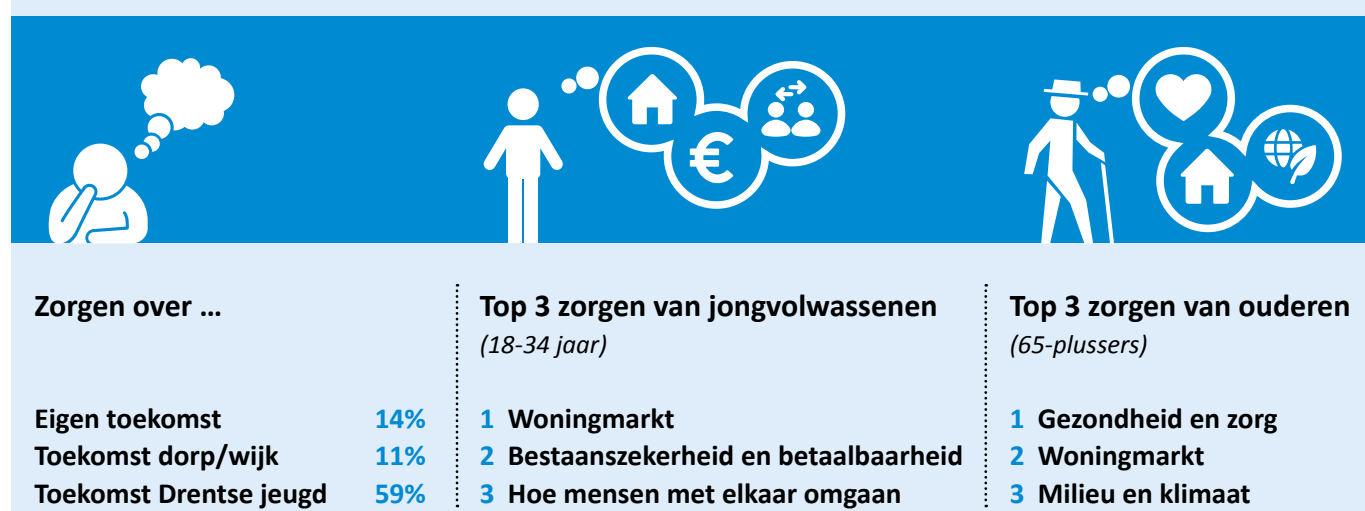 Zorgen over ...
Eigen toekomst 14%
Toekomst dorp/wijk 11%
Toekomst Drentse jeugd 59%
Top 3 zorgen van jongvolwassenen
(18-34 jaar)
1 Woningmarkt
2 Bestaanszekerheid en betaalbaarheid
3 Hoe mensen met elkaar omgaan
Top 3 zorgen van ouderen
(65-plussers)
1 Gezondheid en zorg
2 Woningmarkt
3 Milieu en klimaat
€